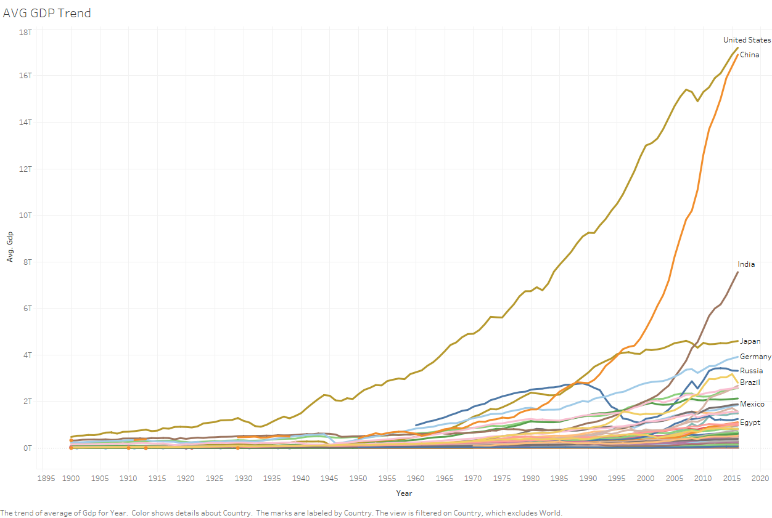 AVG GDP Trend
18T
16T
14T
12T
10T
8T
6T
4T
2T
0T
Avg. Gdp
United States
China
India
Japan
Germany
Russia
Brazil
Mexico
Egypt
1895 1900 1905 1910 1915 1920 1925 1930 1935 1940 1945 1950 1955 1960 1965 1970 1975 1980 1985 1990 1995 2000 2005 2010 2015 2020
Year
The trend of average of Gdp for Year. Color shows details about Country. The marks are labeled by Country. The view is filtered on Country, which excludes World.